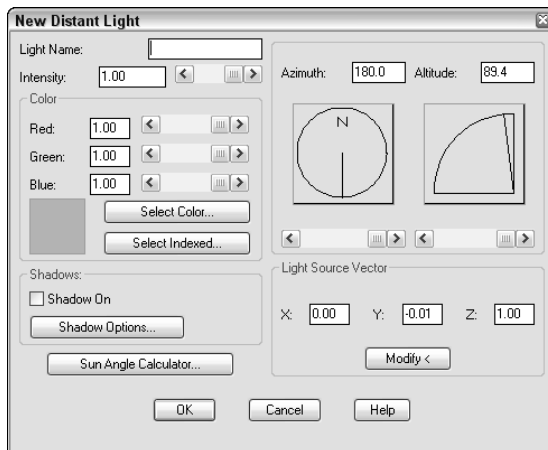 New Distant Light
Light Name:
Intensity: 1.00
Color
Red: 1.00
Green: 1.00
Blue: 1.00
Select Color...
Select Indexed...
Shadows:
Shadow On
Shadow Options...
Sun Angle Calculator...
Azimuth: 180.0 Altitude: 89.4
N
Light Source Vector
X: 0.00 Y: -0.01 Z: 1.00
Modify <
OK Cancel Help